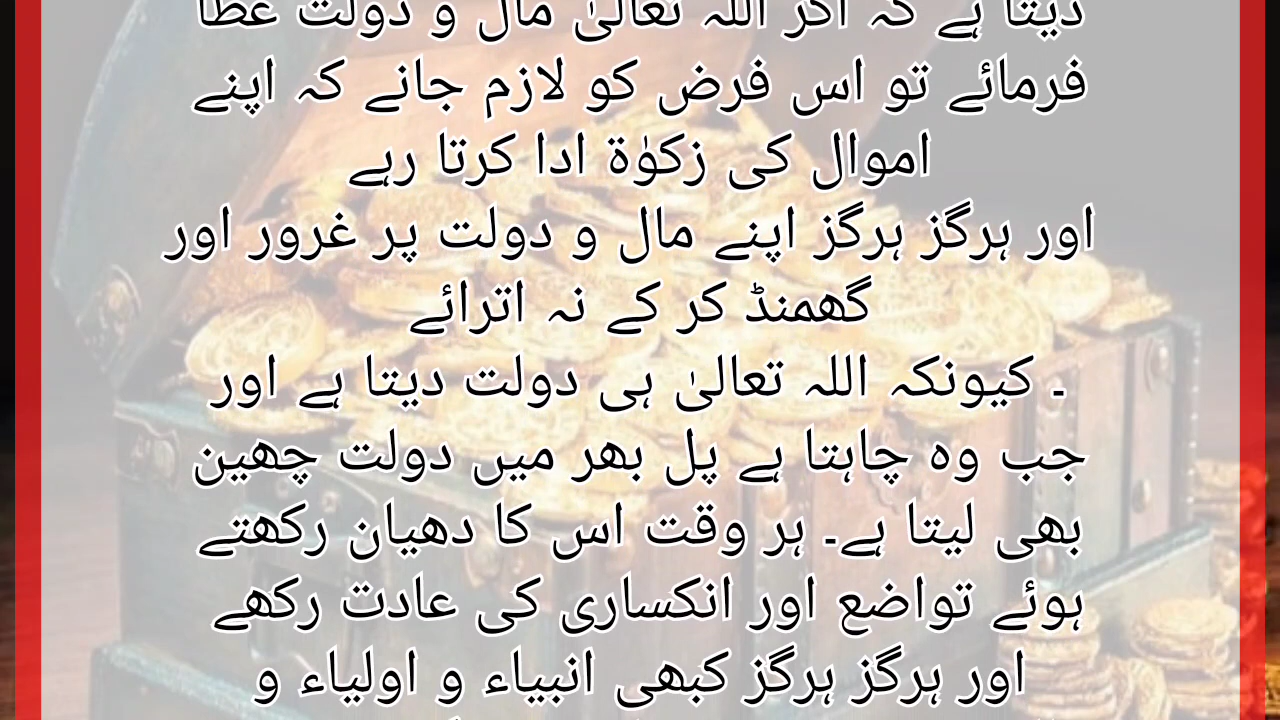 دیتا ہے کہ اگر اللہ تعالیٰ مال و دولت عطا
فرمائے تو اس فرض کو لازم جانے کہ اپنے
اموال کی زکوٰۃ ادا کرتا رہے
اور ہرگز ہرگز اپنے مال و دولت پر غرور اور
گھمنڈ کر کے نہ اترائے
۔ کیونکہ اللہ تعالیٰ ہی دولت دیتا ہے اور
جب وہ چاہتا ہے پل بھر میں دولت چھین
بھی لیتا ہے۔ ہر وقت اس کا دھیان رکھتے
ہوئے تواضع اور انکساری کی عادت رکھے
اور ہرگز ہرگز کبھی انبیاء و اولیاء و